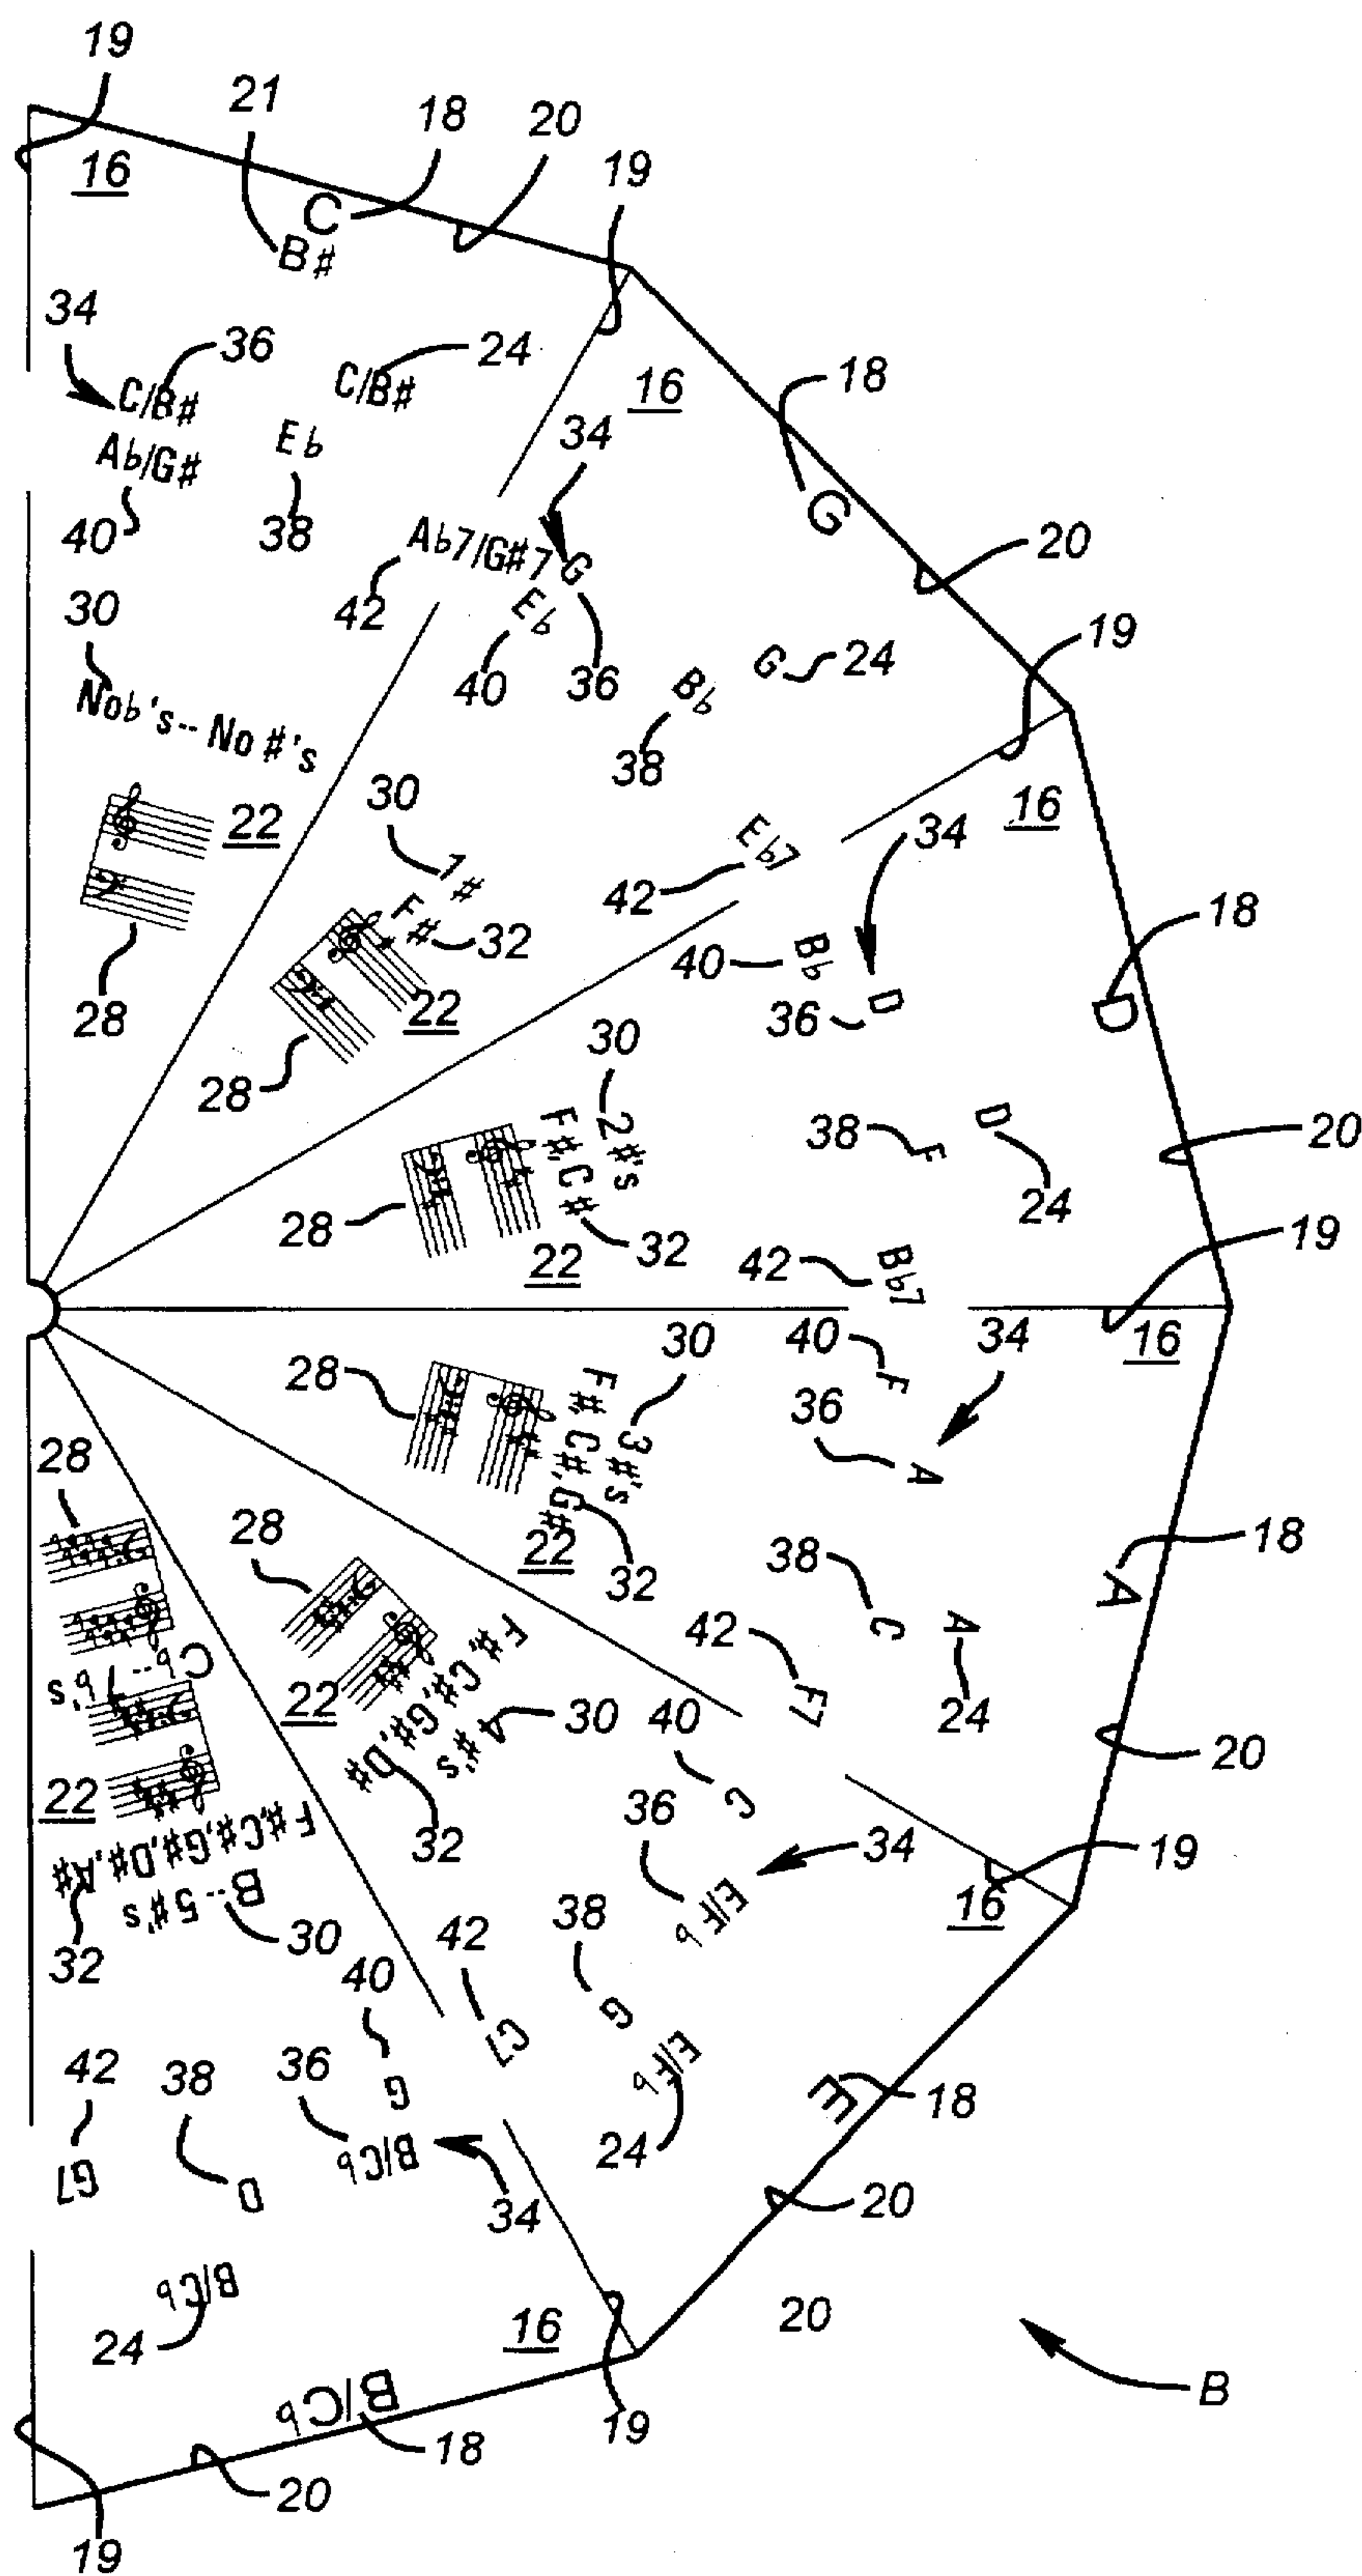 19
21
18
20
19
16
C
B#
34
36
24
16
18
C/B#
C/B#
34
Ab/G#
Eb
G
40
38
Ab7/G#7
G
20
42
Eb
30
40
36
Bb
G
24
19
Nob's--No#'s
38
22
30
16
1#
Eb7
34
F#
32
42
18
28
22
40
Bb
D
36
D
28
30
2#'s
F#, C#
38
F
D
20
28
32
24
22
42
Bb7
19
30
40
F
34
16
28
3#'s
F#, C#, G#
36
A
28
22
32
38
18
28
C
A
A
42
F7
24
Cb--7b's
22
F#, C#, G#, D#
4#'s
30
40
C
20
22
32
36
34
19
F#,C#,G#,D#,A#
B--5#'s
E/Fb
16
32
30
38
42
40
G
C7
E/Fb
42
38
36
G
E
18
B/Cb
24
G7
D
34
20
B/Cb
24
16
20
B/Cb
18
19
B
20
19